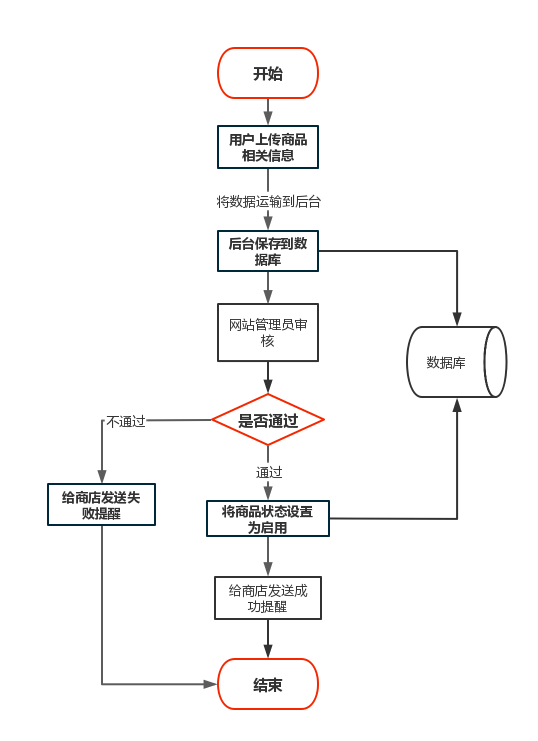 开始
用户上传商品
相关信息
将数据运输到后台
后台保存到数
据库
网站管理员审
核
数据库
是否通过
不通过
通过
给商店发送失
败提醒
将商品状态设置
为启用
给商店发送成
功提醒
结束